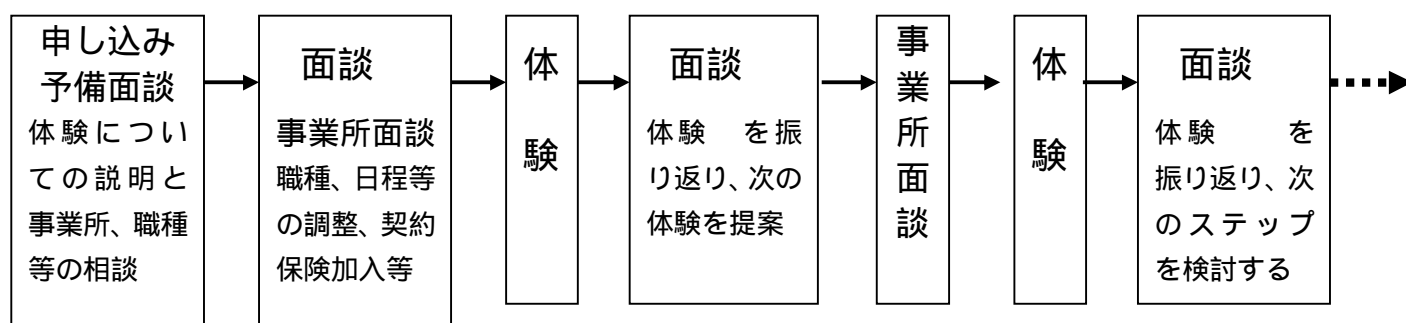 申し込み
予備面談
体験につい
ての説明と
事業所、職種
等の相談
面談
事業所面談
職種、日程等
の調整、契約
保険加入等
体
験
面談
体験 を振
り返り、次の
体験を提案
事
業
所
面
談
体
験
面談
体験 を
振り返り、次
のステップ
を検討する